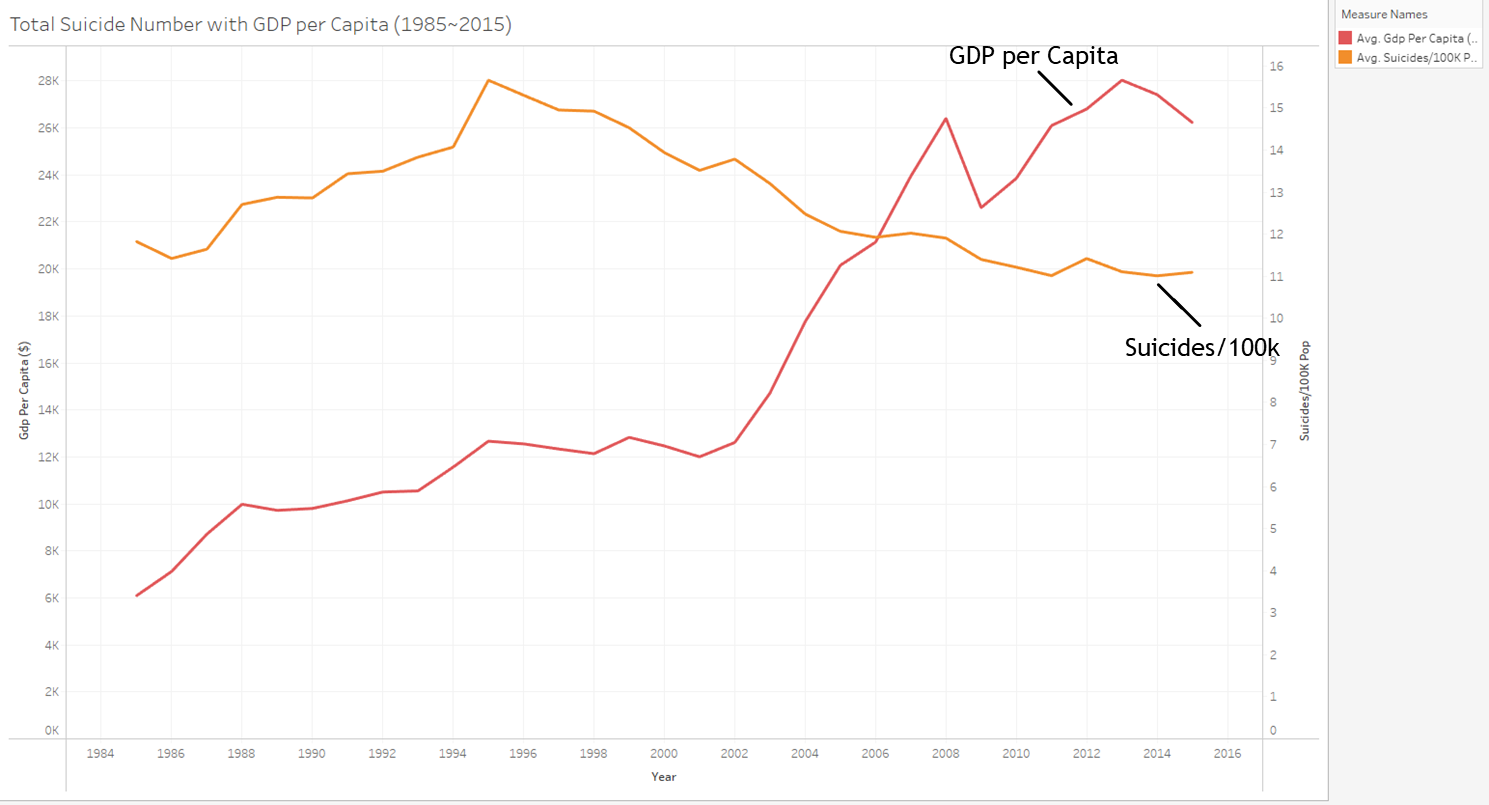 Total Suicide Number with GDP per Capita (1985~2015)
Measure Names
Avg. Gdp Per Capita (..
Avg. Suicides/100K P..
GDP per Capita
Suicides/100k
Gdp Per Capita ($)
28K
26K
24K
22K
20K
18K
16K
14K
12K
10K
8K
6K
4K
2K
0K
Suicides/100K Pop
16
15
14
13
12
11
10
9
8
7
6
5
4
3
2
1
0
1984 1986 1988 1990 1992 1994 1996 1998 2000 2002 2004 2006 2008 2010 2012 2014 2016
Year